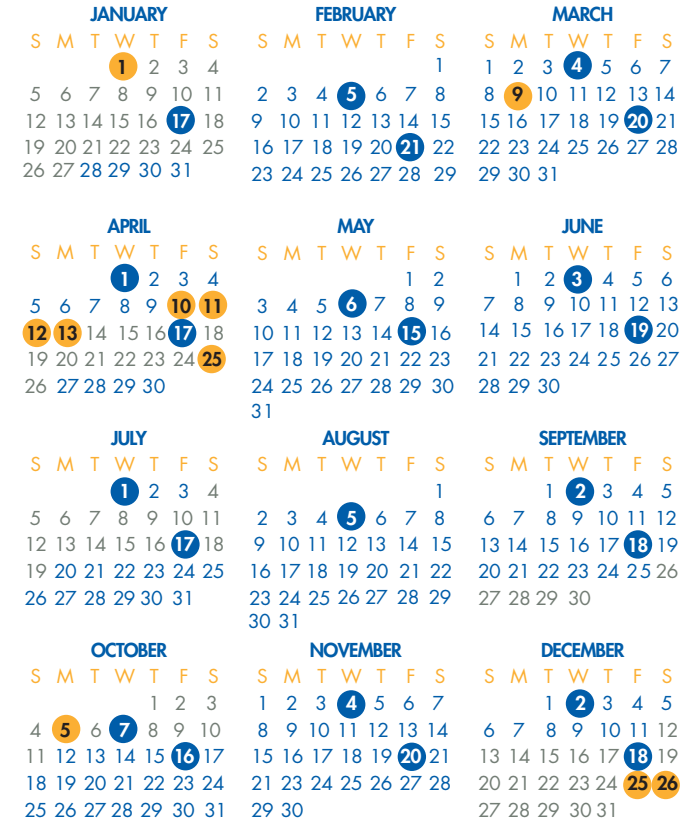 JANUARY
S M T W T F S
1 2 3 4
5 6 7 8 9 10 11
12 13 14 15 16 17 18
19 20 21 22 23 24 25
26 27 28 29 30 31
FEBRUARY
S M T W T F S
1
2 3 4 5 6 7 8
9 10 11 12 13 14 15
16 17 18 19 20 21 22
23 24 25 26 27 28 29
MARCH
S M T W T F S
1 2 3 4 5 6 7
8 9 10 11 12 13 14
15 16 17 18 19 20 21
22 23 24 25 26 27 28
29 30 31
APRIL
S M T W T F S
1 2 3 4
5 6 7 8 9 10 11
12 13 14 15 16 17 18
19 20 21 22 23 24 25
26 27 28 29 30
MAY
S M T W T F S
1 2
3 4 5 6 7 8 9
10 11 12 13 14 15 16
17 18 19 20 21 22 23
24 25 26 27 28 29 30
31
JUNE
S M T W T F S
1 2 3 4 5 6
7 8 9 10 11 12 13
14 15 16 17 18 19 20
21 22 23 24 25 26 27
28 29 30
JULY
S M T W T F S
1 2 3 4
5 6 7 8 9 10 11
12 13 14 15 16 17 18
19 20 21 22 23 24 25
26 27 28 29 30 31
AUGUST
S M T W T F S
1
2 3 4 5 6 7 8
9 10 11 12 13 14 15
16 17 18 19 20 21 22
23 24 25 26 27 28 29
30 31
SEPTEMBER
S M T W T F S
1 2 3 4 5
6 7 8 9 10 11 12
13 14 15 16 17 18 19
20 21 22 23 24 25 26
27 28 29 30
OCTOBER
S M T W T F S
1 2 3
4 5 6 7 8 9 10
11 12 13 14 15 16 17
18 19 20 21 22 23 24
25 26 27 28 29 30 31
NOVEMBER
S M T W T F S
1 2 3 4 5 6 7
8 9 10 11 12 13 14
15 16 17 18 19 20 21
21 23 24 25 26 27 28
29 30
DECEMBER
S M T W T F S
1 2 3 4 5
6 7 8 9 10 11 12
13 14 15 16 17 18 19
20 21 22 23 24 25 26
27 28 29 30 31